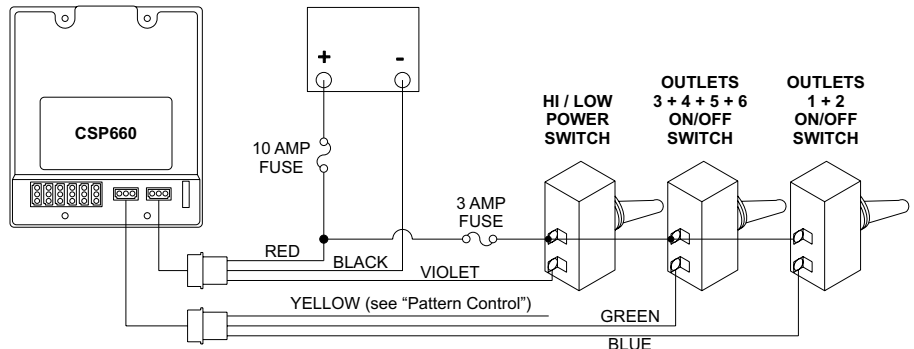 CSP660
+ -
10 AMP
FUSE
3 AMP
FUSE
HI / LOW
POWER
SWITCH
OUTLETS
3 + 4 + 5 + 6
ON/OFF
SWITCH
OUTLETS
1 + 2
ON/OFF
SWITCH
RED
BLACK
VIOLET
YELLOW (see “Pattern Control”)
GREEN
BLUE